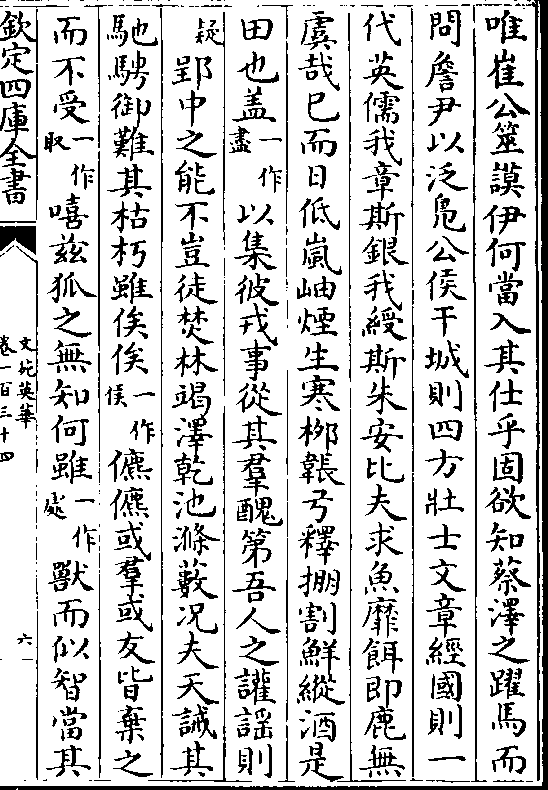 唯崔公筮謨伊何當入其仕乎固欲知蔡澤之躍馬而
問詹尹以泛鳧公侯干城則四方壯士文章經國則一
代英儒我章斯銀我綬斯朱安比夫求魚靡餌即鹿無
虞哉已而日低嵐岫煙生寒栁韔弓釋掤割鮮縱酒是
田也盖一作盡以集彼戎事從其羣醜第吾人之讙謡則
疑郢中之能不豈徒焚林竭澤乾池滌藪况夫天誡其
馳騁御難其枯朽雖俟俟一作侯儦儦或羣或友皆棄之
而不受一作取嘻兹狐之無知何雖一作處獸而似智當其
欽定四庫全書
文苑英華
卷一百三十四
六